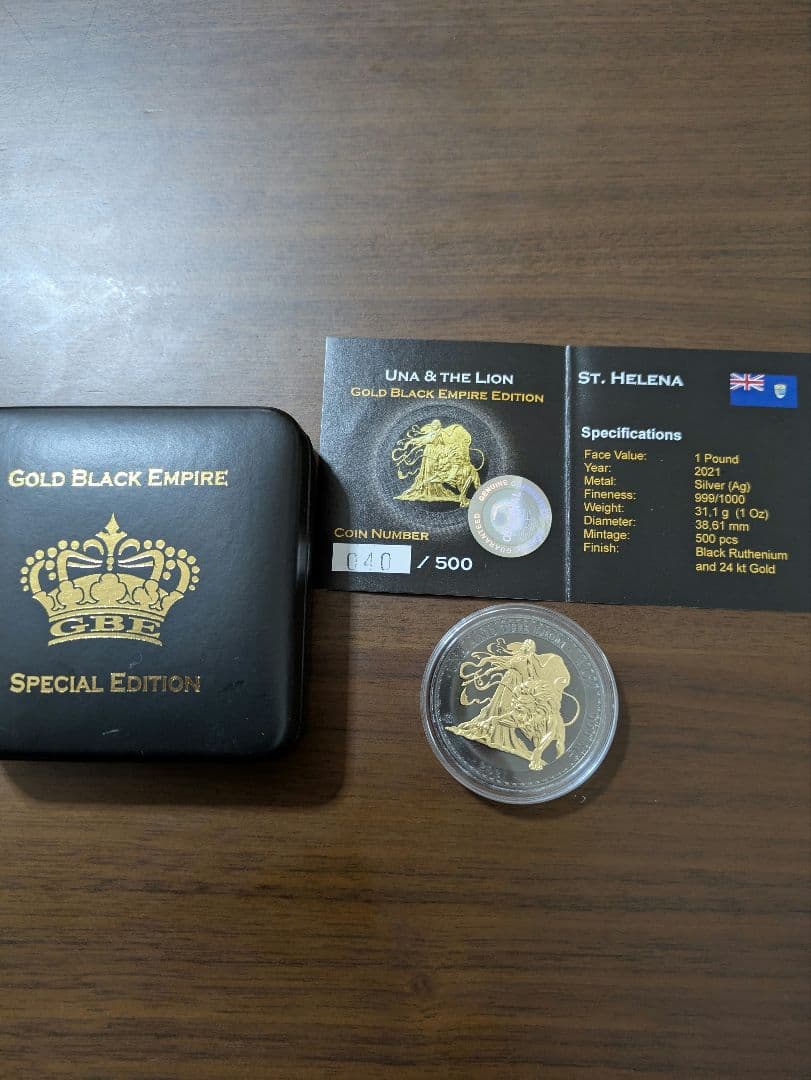 GOLD BLACK EMPIRE
GBE
SPECIAL EDITION
UNA & THE LION
GOLD BLACK EMPIRE EDITION
COIN NUMBER
040 / 500
GENUINE
GUARANTEED
ST. HELENA
Specifications
Face Value: 1 Pound
Year: 2021
Metal: Silver (Ag)
Fineness: 999/1000
Weight: 31,1 g (1 Oz)
Diameter: 38,61 mm
Mintage: 500 pcs
Finish: Black Ruthenium
and 24 kt Gold